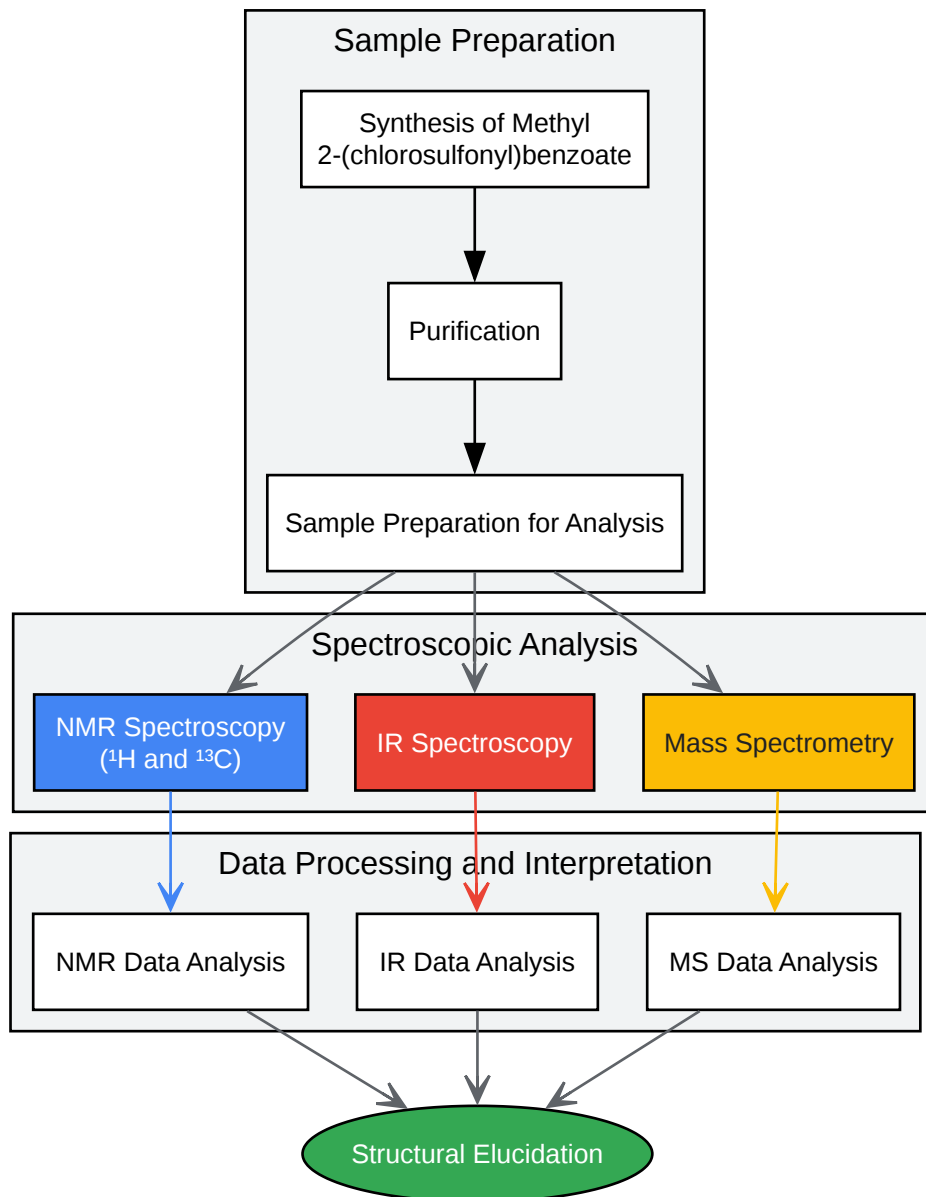 Sample Preparation
Synthesis of Methyl
2-(chlorosulfonyl)benzoate
Purification
Sample Preparation for Analysis
Spectroscopic Analysis
NMR Spectroscopy
(¹H and ¹³C)
IR Spectroscopy
Mass Spectrometry
Data Processing and Interpretation
NMR Data Analysis
IR Data Analysis
MS Data Analysis
Structural Elucidation